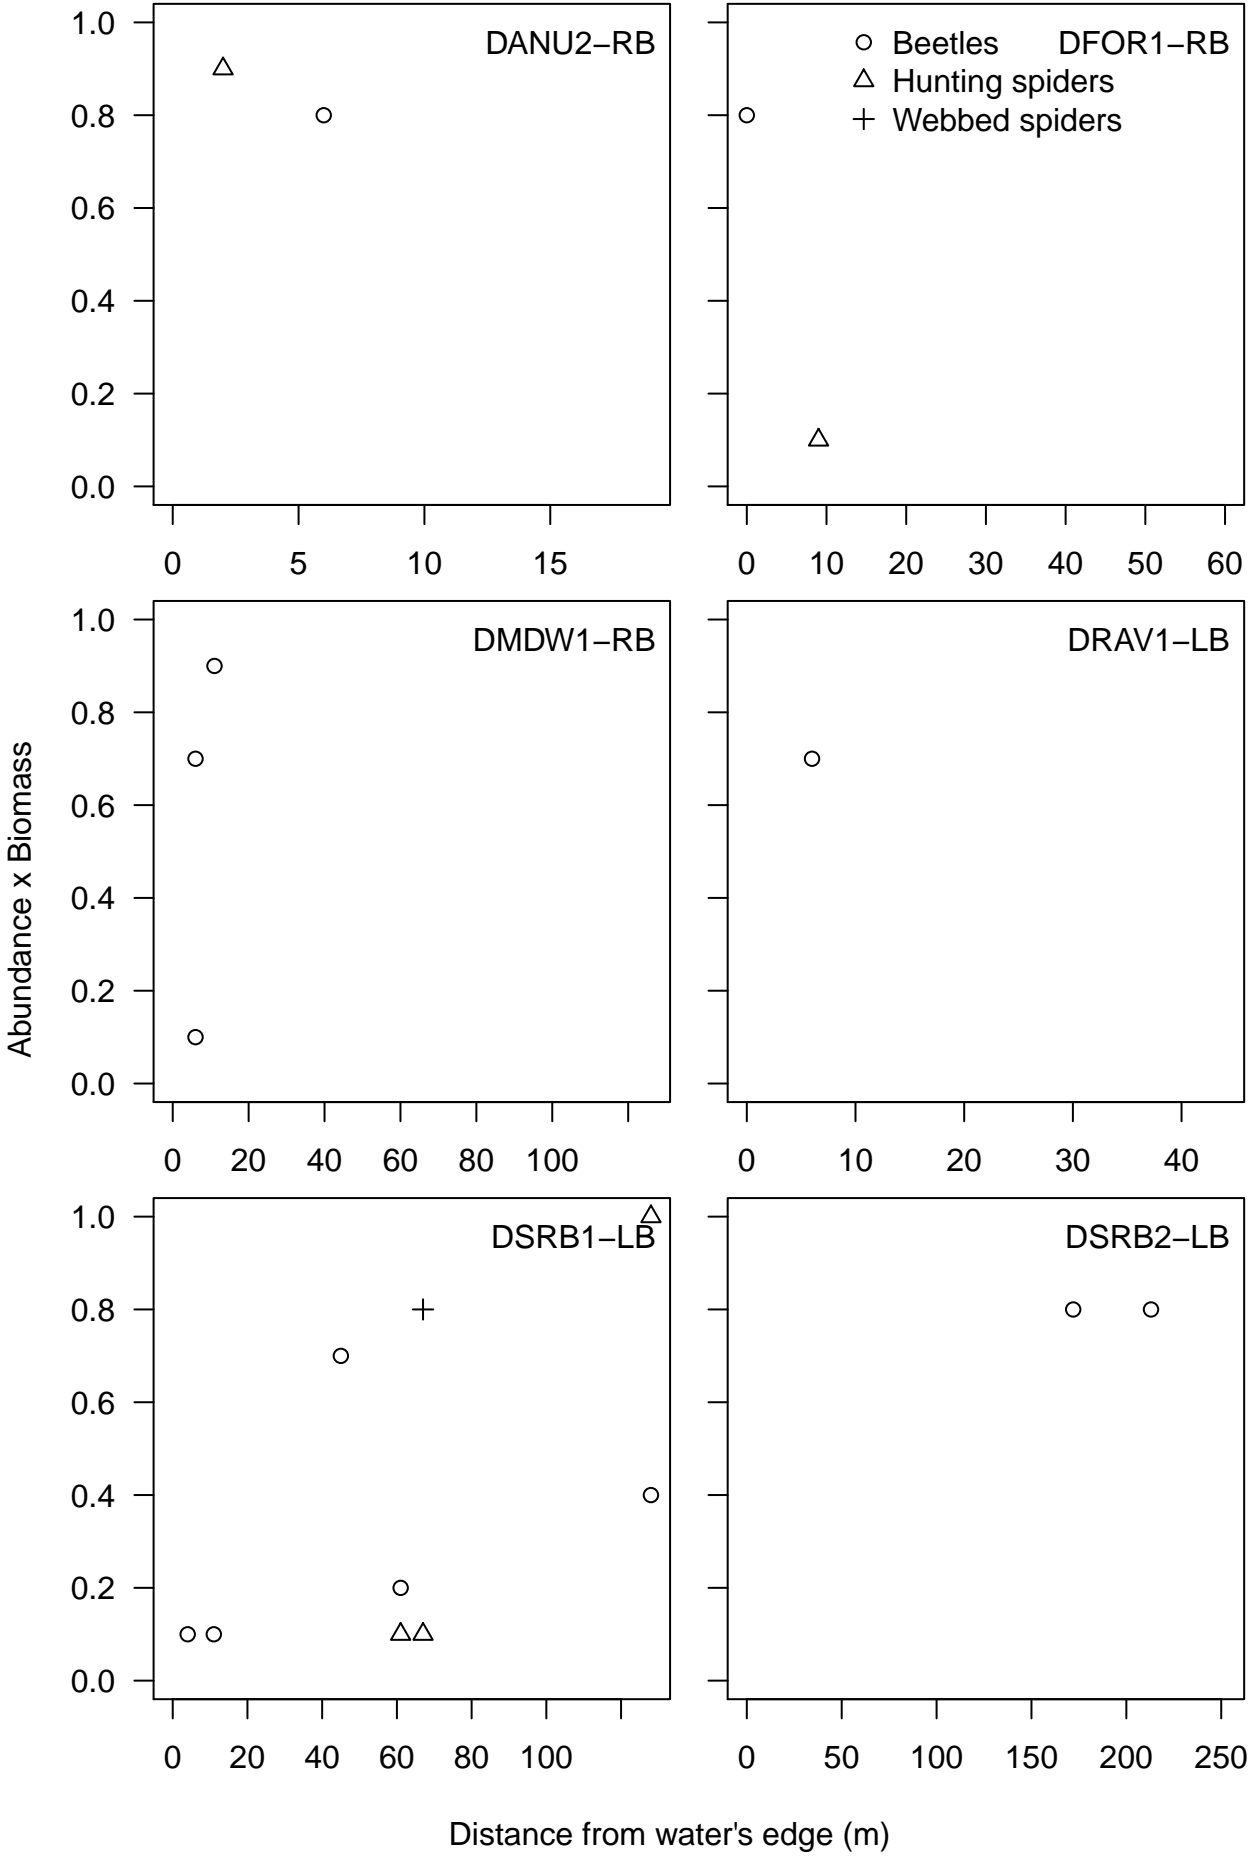 DANU2−RB
1.0
0.8
0.6
0.4
0.2
0.0
0 5 10 15
Beetles DFOR1−RB
Hunting spiders
Webbed spiders
0 10 20 30 40 50 60
DMDW1−RB
1.0
0.8
0.6
0.4
0.2
0.0
0 20 40 60 80 100
DRAV1−LB
0 10 20 30 40
DSRB1−LB
1.0
0.8
0.6
0.4
0.2
0.0
0 20 40 60 80 100
DSRB2−LB
0 50 100 150 200 250
Abundance x Biomass
Distance from water's edge (m)